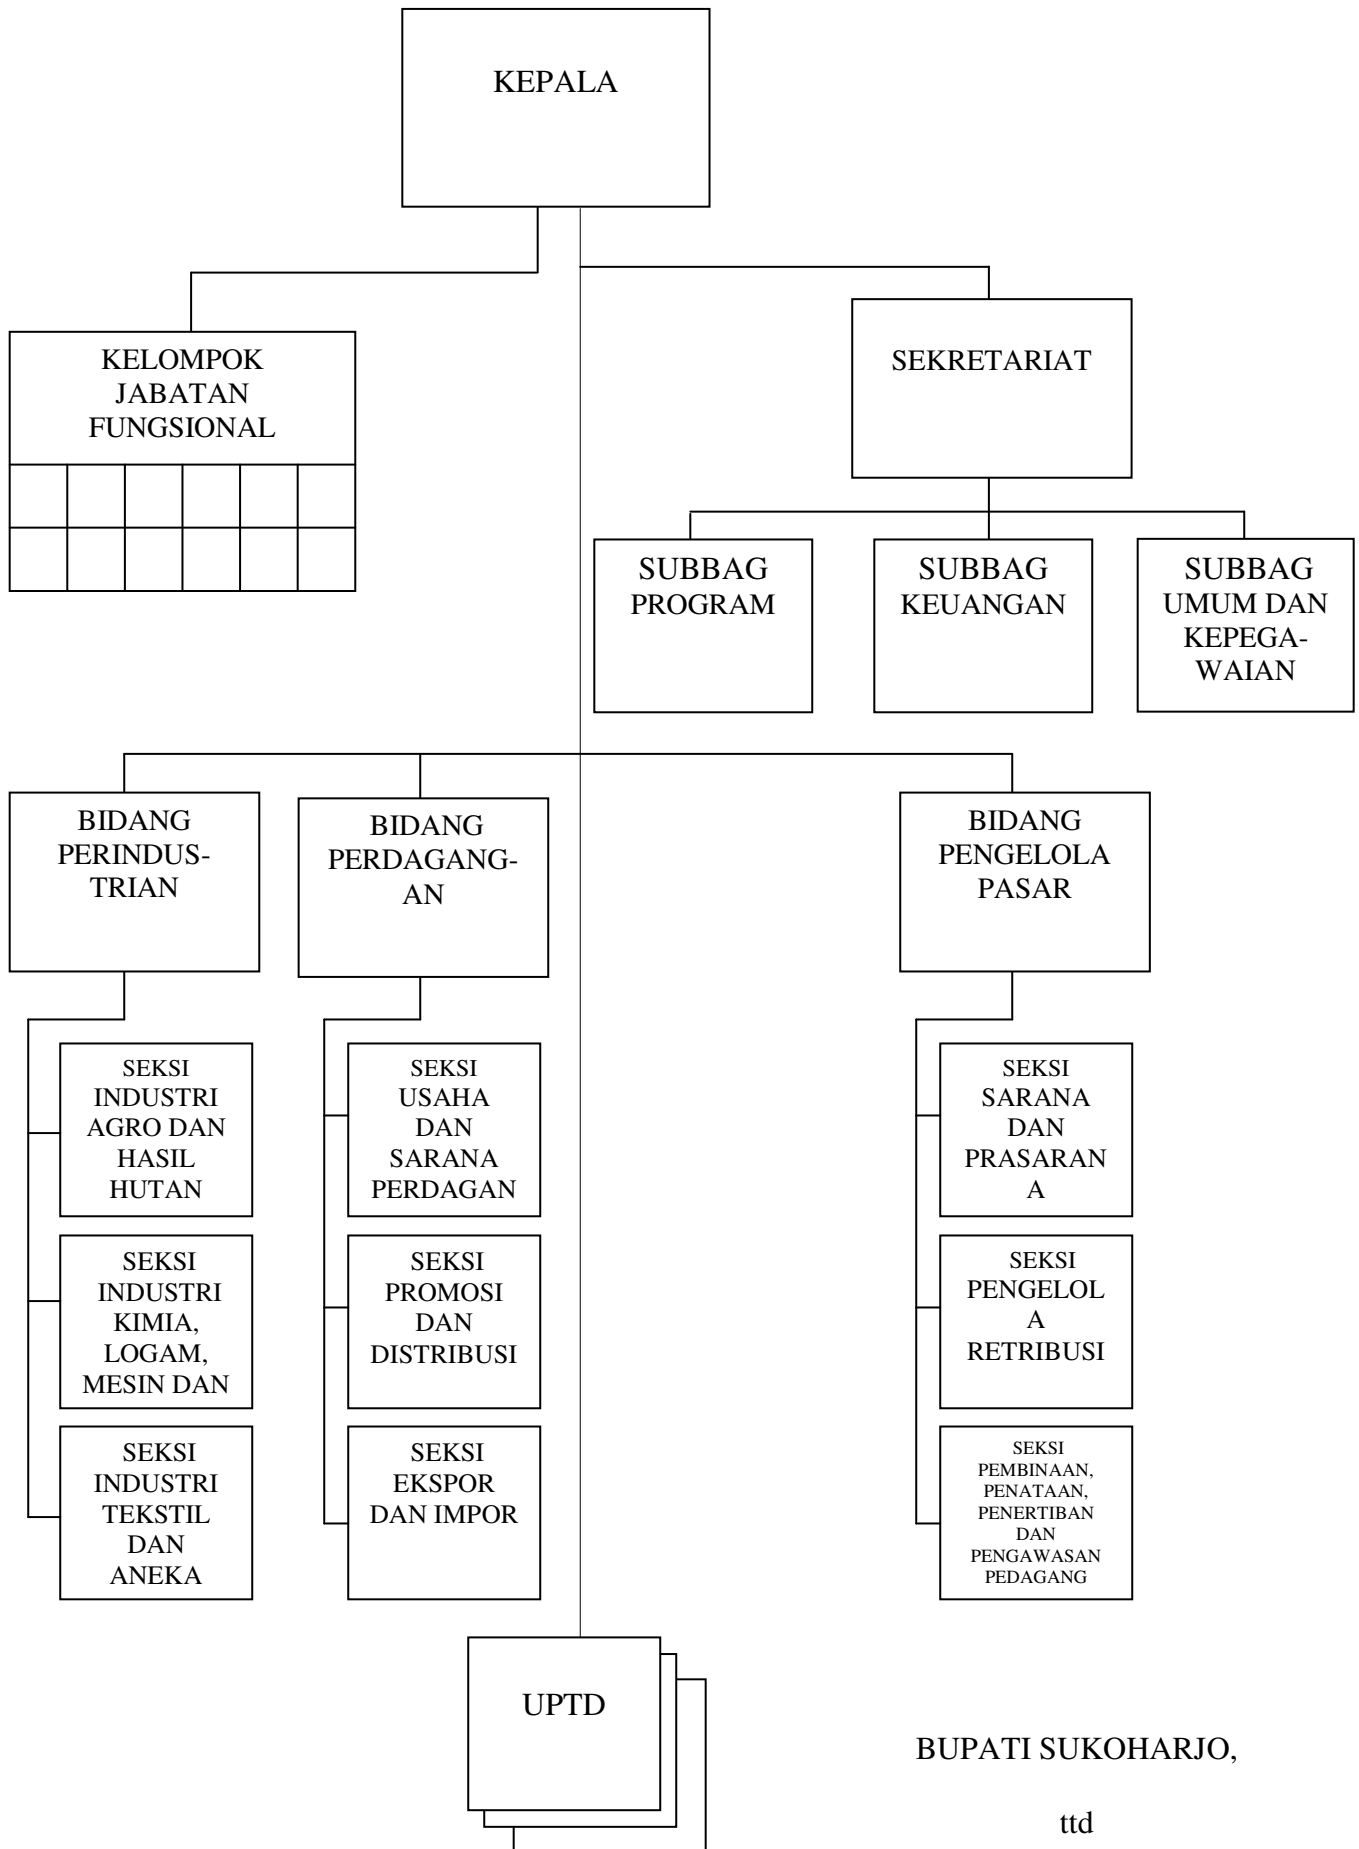 KEPALA
KELOMPOK
JABATAN
FUNGSIONAL
SEKRETARIAT
SUBBAG
PROGRAM
SUBBAG
KEUANGAN
SUBBAG
UMUM DAN
KEPEGA-
WAIAN
BIDANG
PERINDUS-
TRIAN
BIDANG
PERDAGANG-
AN
BIDANG
PENGELOLA
PASAR
SEKSI
INDUSTRI
AGRO DAN
HASIL
HUTAN
SEKSI
INDUSTRI
KIMIA,
LOGAM,
MESIN DAN
SEKSI
INDUSTRI
TEKSTIL
DAN
ANEKA
SEKSI
USAHA
DAN
SARANA
PERDAGAN
SEKSI
PROMOSI
DAN
DISTRIBUSI
SEKSI
EKSPOR
DAN IMPOR
SEKSI
SARANA
DAN
PRASARAN
A
SEKSI
PENGELOL
A
RETRIBUSI
SEKSI
PEMBINAAN,
PENATAAN,
PENERTIBAN
DAN
PENGAWASAN
PEDAGANG
UPTD
BUPATI SUKOHARJO,
ttd